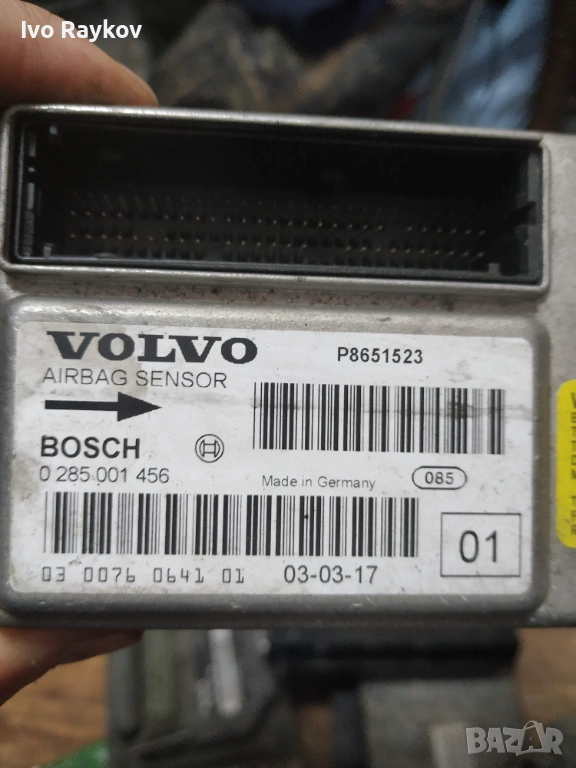 Ivo Raykov
VOLVO
P8651523
AIRBAG SENSOR
BOSCH
0 285 001 456
Made in Germany
085
03 0076 0641 01
03-03-17
01
BAZAR